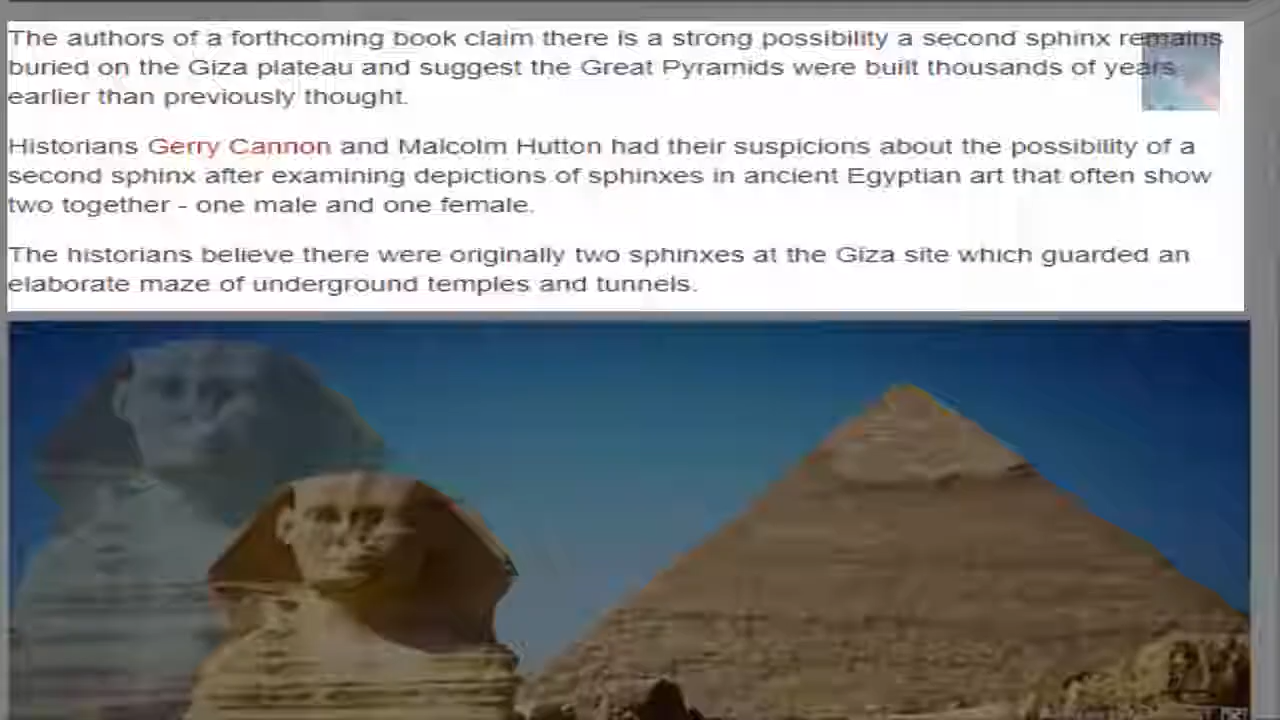 The authors of a forthcoming book claim there is a strong possibility a second sphinx remains
buried on the Giza plateau and suggest the Great Pyramids were built thousands of years
earlier than previously thought.
Historians Gerry Cannon and Malcolm Hutton had their suspicions about the possibility of a
second sphinx after examining depictions of sphinxes in ancient Egyptian art that often show
two together - one male and one female.
The historians believe there were originally two sphinxes at the Giza site which guarded an
elaborate maze of underground temples and tunnels.